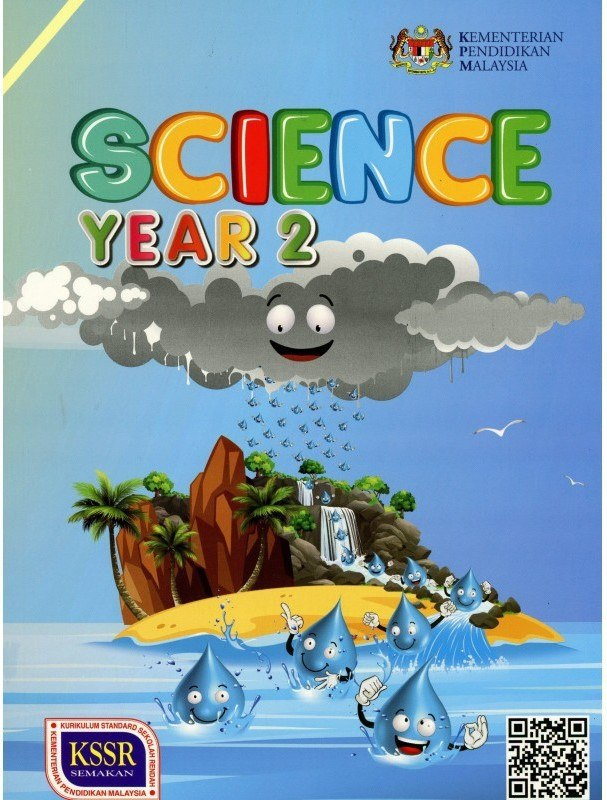 KEMENTERIAN
PENDIDIKAN
MALAYSIA
SCIENCE
YEAR 2
KURIKULUM STANDARD SEKOLAH RENDAH
KSSR
SEMAKAN
KEMENTERIAN PENDIDIKAN MALAYSIA